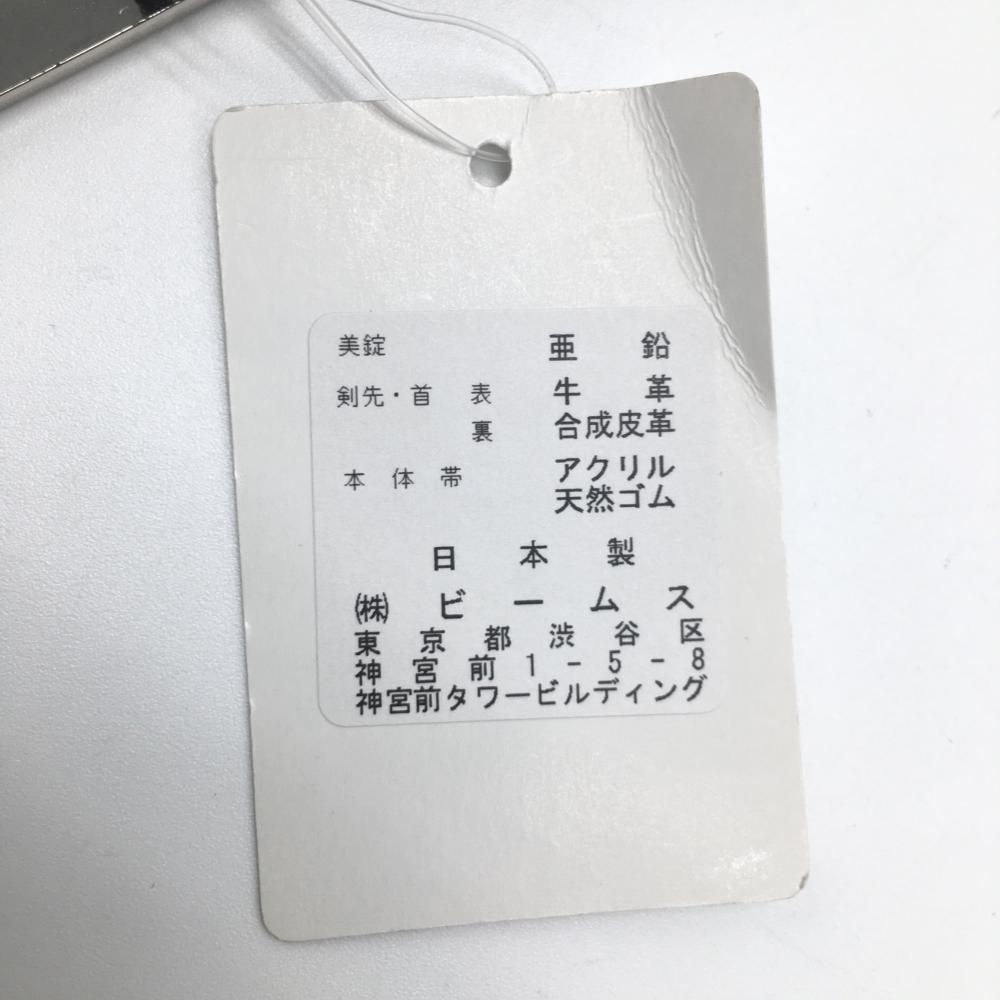 美錠 亜鉛
剣先・首 表 牛革
裏 合成皮革
本体帯 アクリル
天然ゴム
日本製
㈱ビームス
東京都渋谷区
神宮前1-5-8
神宮前タワービルディング